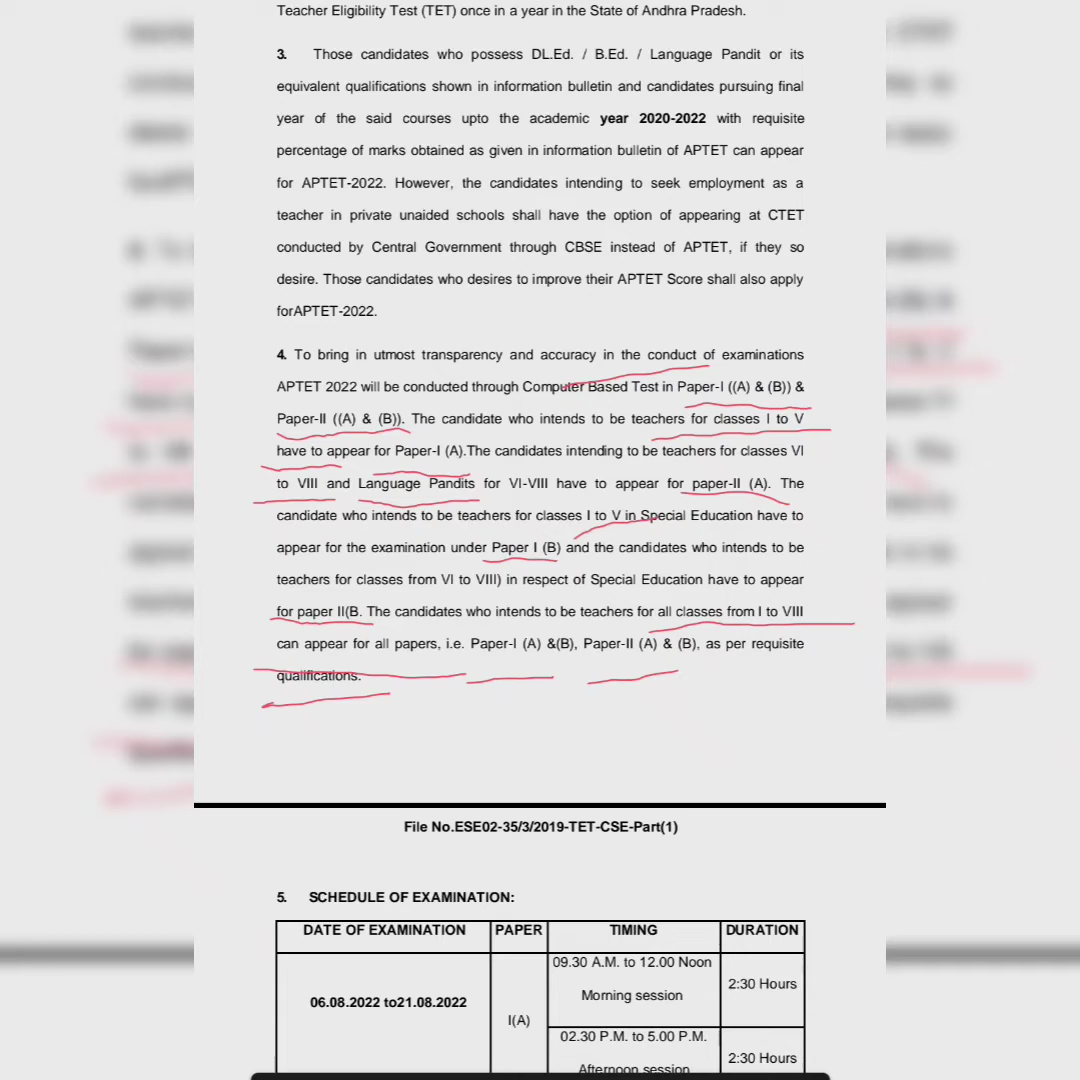 Teacher Eligibility Test (TET) once in a year in the State of Andhra Pradesh.
3. Those candidates who possess DL.Ed. / B.Ed. / Language Pandit or its
equivalent qualifications shown in information bulletin and candidates pursuing final
year of the said courses upto the academic year 2020-2022 with requisite
percentage of marks obtained as given in information bulletin of APTET can appear
for APTET-2022. However, the candidates intending to seek employment as a
teacher in private unaided schools shall have the option of appearing at CTET
conducted by Central Government through CBSE instead of APTET, if they so
desire. Those candidates who desires to improve their APTET Score shall also apply
forAPTET-2022.
4. To bring in utmost transparency and accuracy in the conduct of examinations
APTET 2022 will be conducted through Computer Based Test in Paper-I ((A) & (B)) &
Paper-II ((A) & (B)). The candidate who intends to be teachers for classes I to V
have to appear for Paper-I (A).The candidates intending to be teachers for classes VI
to VIII and Language Pandits for VI-VIII have to appear for paper-II (A). The
candidate who intends to be teachers for classes I to V in Special Education have to
appear for the examination under Paper I (B) and the candidates who intends to be
teachers for classes from VI to VIII) in respect of Special Education have to appear
for paper II(B. The candidates who intends to be teachers for all classes from I to VIII
can appear for all papers, i.e. Paper-I (A) &(B), Paper-II (A) & (B), as per requisite
qualifications.
File No.ESE02-35/3/2019-TET-CSE-Part(1)
5. SCHEDULE OF EXAMINATION:
DATE OF EXAMINATION PAPER TIMING DURATION
06.08.2022 to21.08.2022
I(A)
09.30 A.M. to 12.00 Noon
Morning session
2:30 Hours
02.30 P.M. to 5.00 P.M.
Afternoon session
2:30 Hours